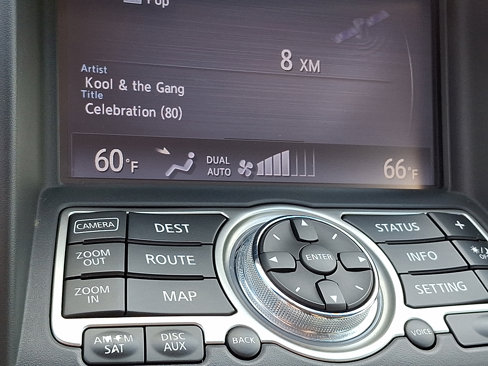 Pop
8 XM
Artist
Kool & the Gang
Title
Celebration (80)
60°F
DUAL
AUTO
66°F
CAMERA
DEST
STATUS
+
ZOOM
OUT
ROUTE
ENTER
INFO
ZOOM
IN
MAP
SETTING
AM•FM
SAT
DISC
AUX
BACK
VOICE